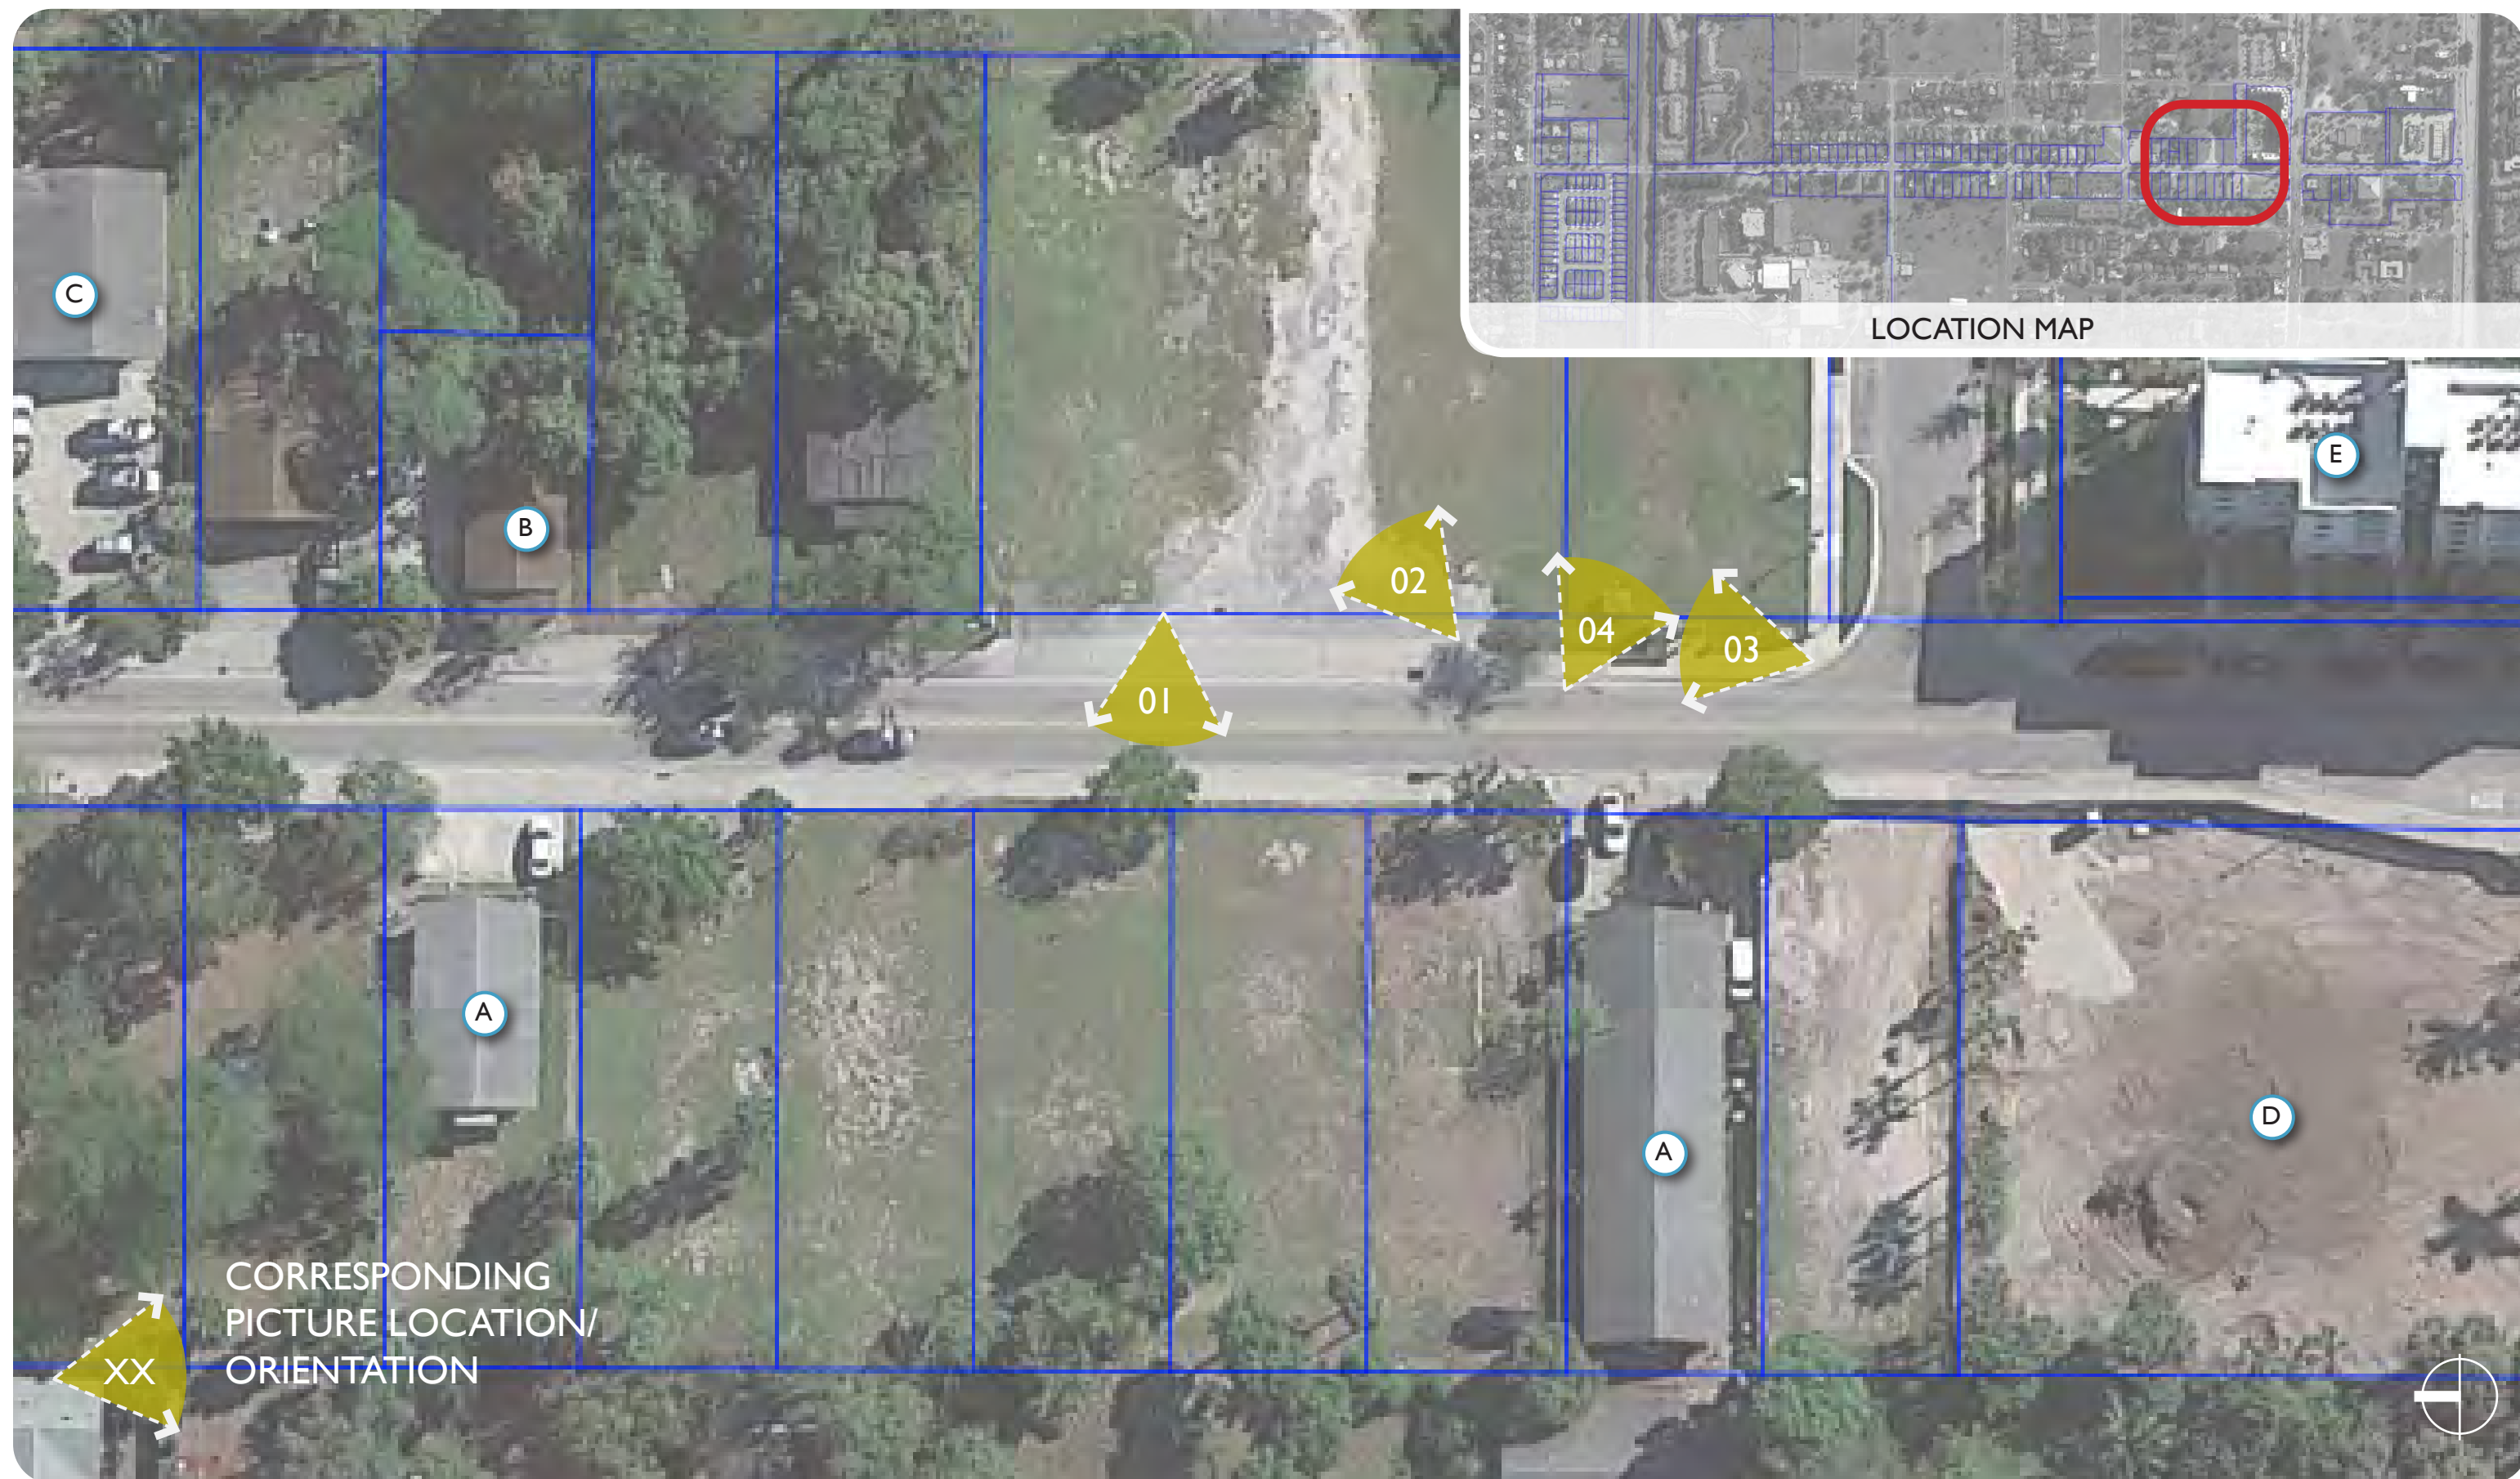 LOCATION MAP
C
E
B
02
04
03
01
A
A
D
CORRESPONDING
PICTURE LOCATION/
ORIENTATION
XX